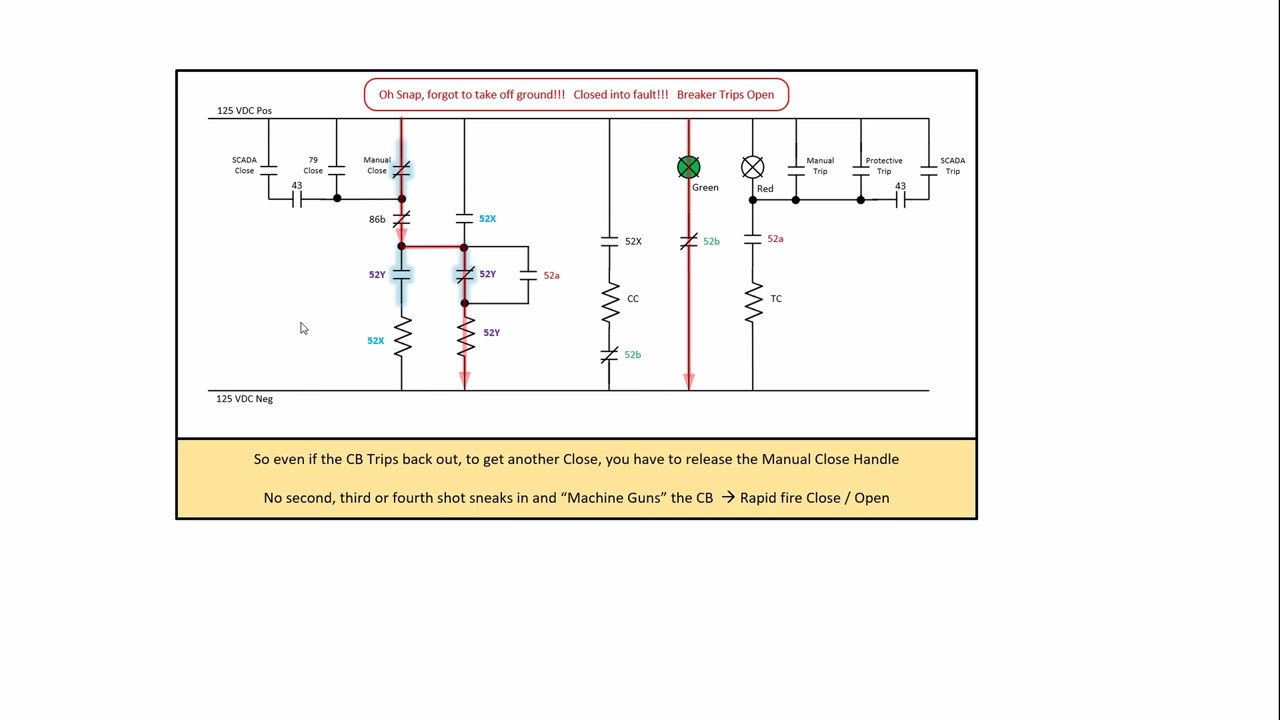 Oh Snap, forgot to take off ground!!! Closed into fault!!! Breaker Trips Open
125 VDC Pos
SCADA
Close
79
Close
Manual
Close
43
86b
52X
52Y
52Y
52a
52X
52Y
52X
CC
52b
Green
52b
Red
52a
TC
Manual
Trip
Protective
Trip
43
SCADA
Trip
125 VDC Neg
So even if the CB Trips back out, to get another Close, you have to release the Manual Close Handle
No second, third or fourth shot sneaks in and “Machine Guns” the CB → Rapid fire Close / Open